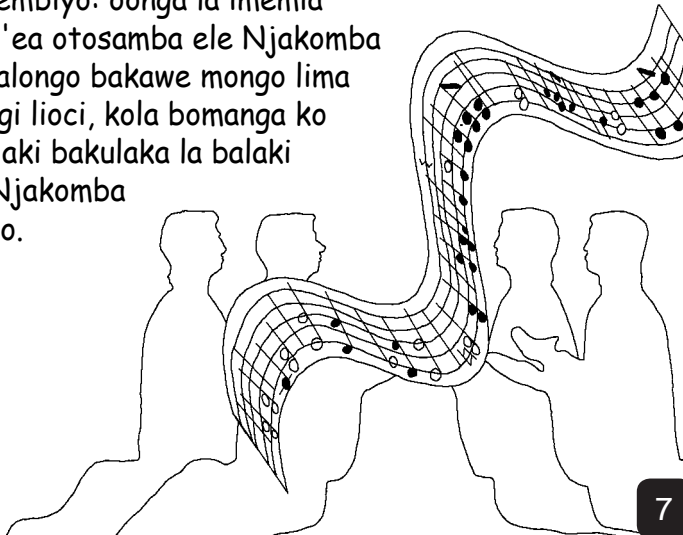 embiyo: oonga la imemia
'ea otosamba ele Njakomba
alongo bakawe mongo lima
gi lioci, kola bomanga ko
aki bakulaka la balaki
Njakomba
o.
7